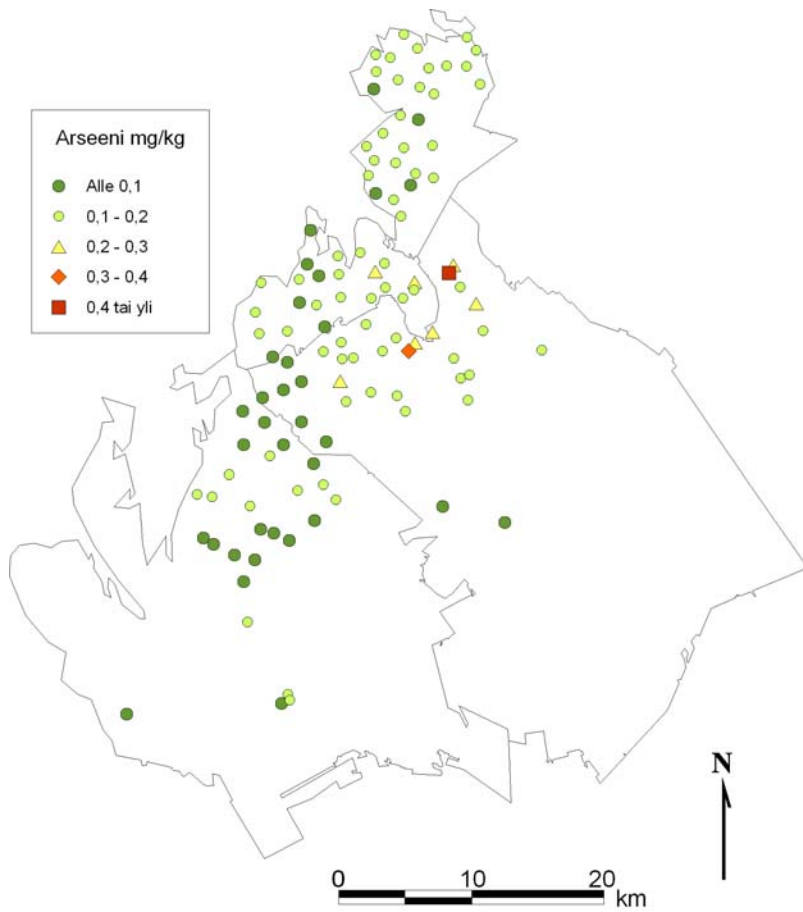 Arseeni mg/kg
Alle 0,1
0,1 - 0,2
0,2 - 0,3
0,3 - 0,4
0,4 tai yli
N
0 10 20
km